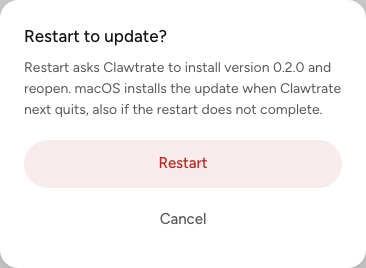 Restart to update?
Restart asks Clawtrate to install version 0.2.0 and
reopen. macOS installs the update when Clawtrate
next quits, also if the restart does not complete.
Restart
Cancel